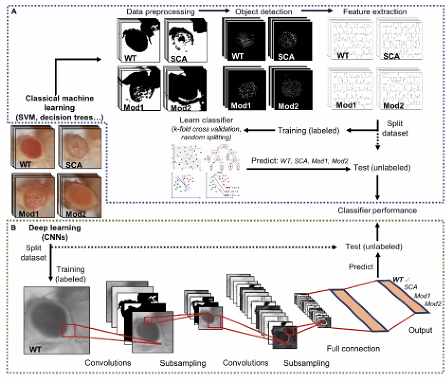 A
Data preprocessing
Object detection
Feature extraction
WT
SCA
WT
SCA
WT
SCA
Mod1
Mod2
Mod1
Mod2
Mod1
Mod2
Classical machine
learning
(SVM, decision trees...)
WT
SCA
Mod1
Mod2
Learn classifier
(k-fold cross validation,
random splitting)
Training (labeled)
Split
dataset
Predict: WT, SCA, Mod1, Mod2
Test (unlabeled)
Classifier performance
B
Deep learning
(CNNs)
Split
dataset
Training
(labeled)
Test (unlabeled)
Predict
WT
WT ✓
SCA
Mod1
Mod2
Output
Full connection
Convolutions
Subsampling
Convolutions
Subsampling